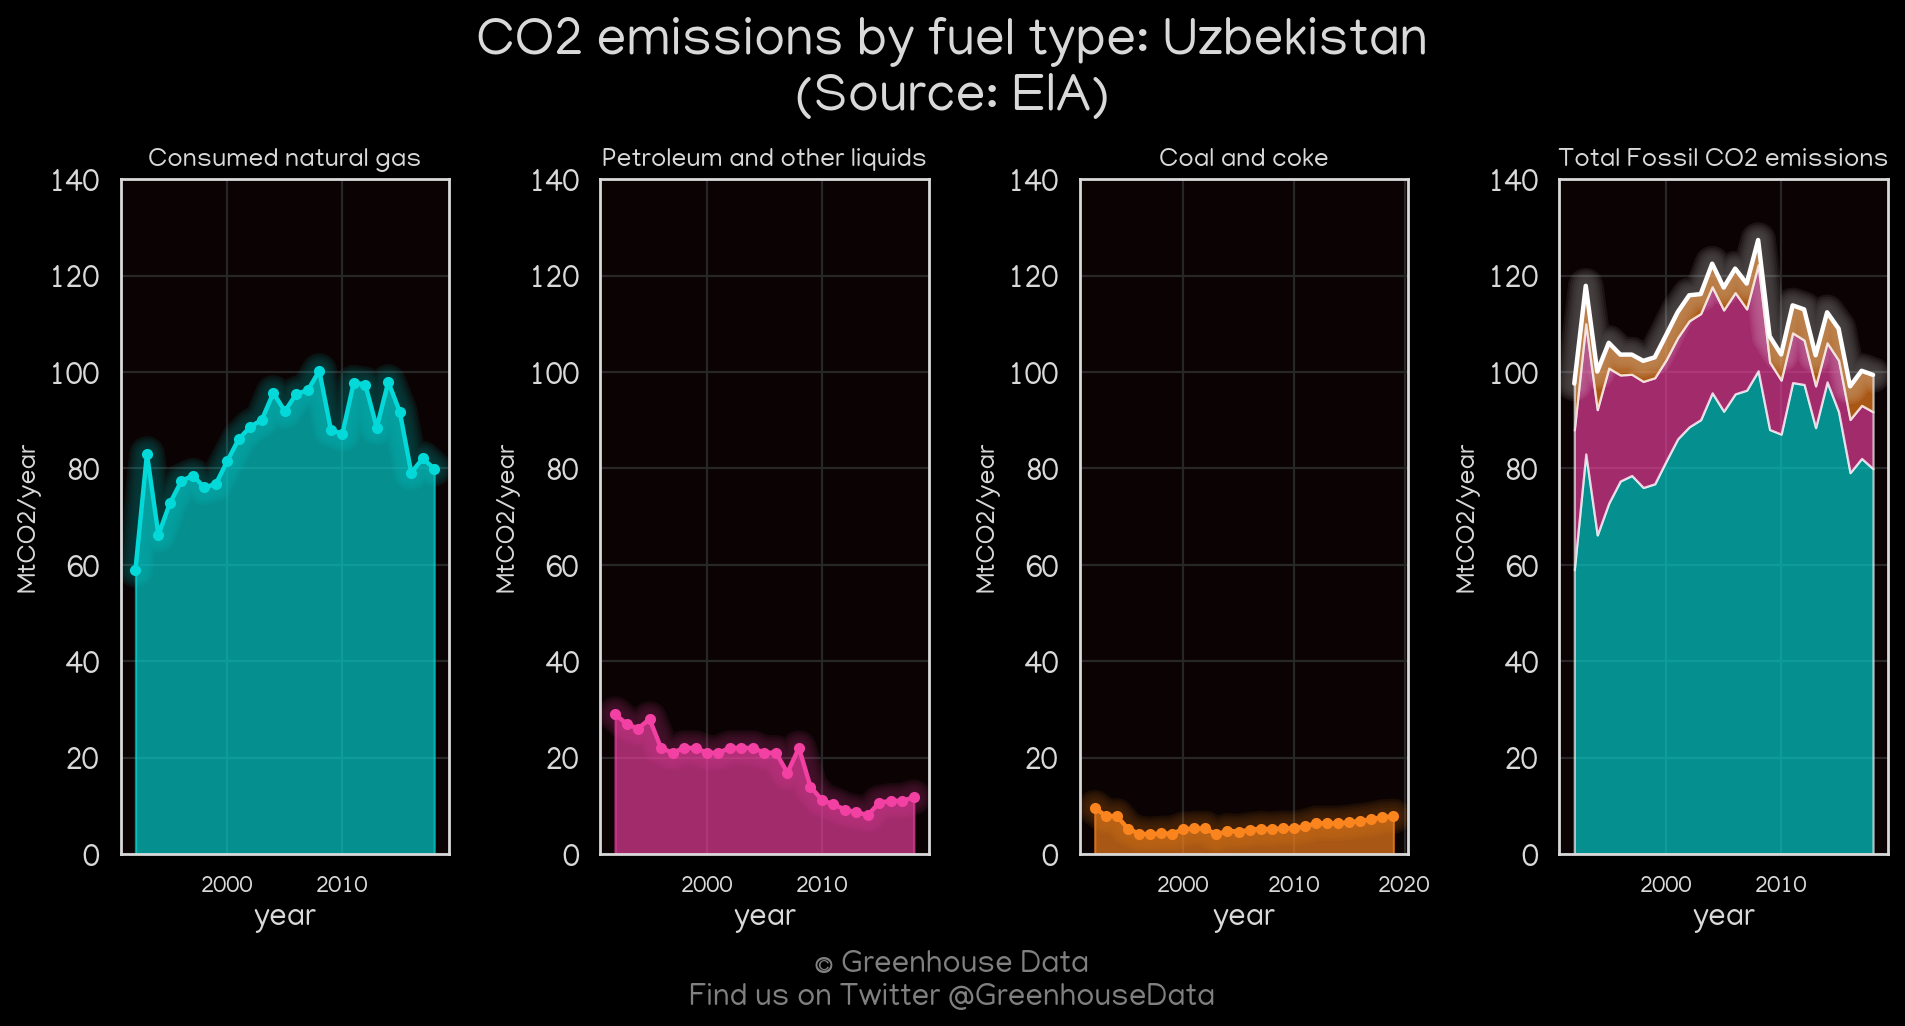 CO2 emissions by fuel type: Uzbekistan
(Source: EIA)
Consumed natural gas
140
120
100
80
60
40
20
0
MtCO2/year
2000 2010
year
Petroleum and other liquids
140
120
100
80
60
40
20
0
MtCO2/year
2000 2010
year
Coal and coke
140
120
100
80
60
40
20
0
MtCO2/year
2000 2010 2020
year
Total Fossil CO2 emissions
140
120
100
80
60
40
20
0
MtCO2/year
2000 2010
year
© Greenhouse Data
Find us on Twitter @GreenhouseData